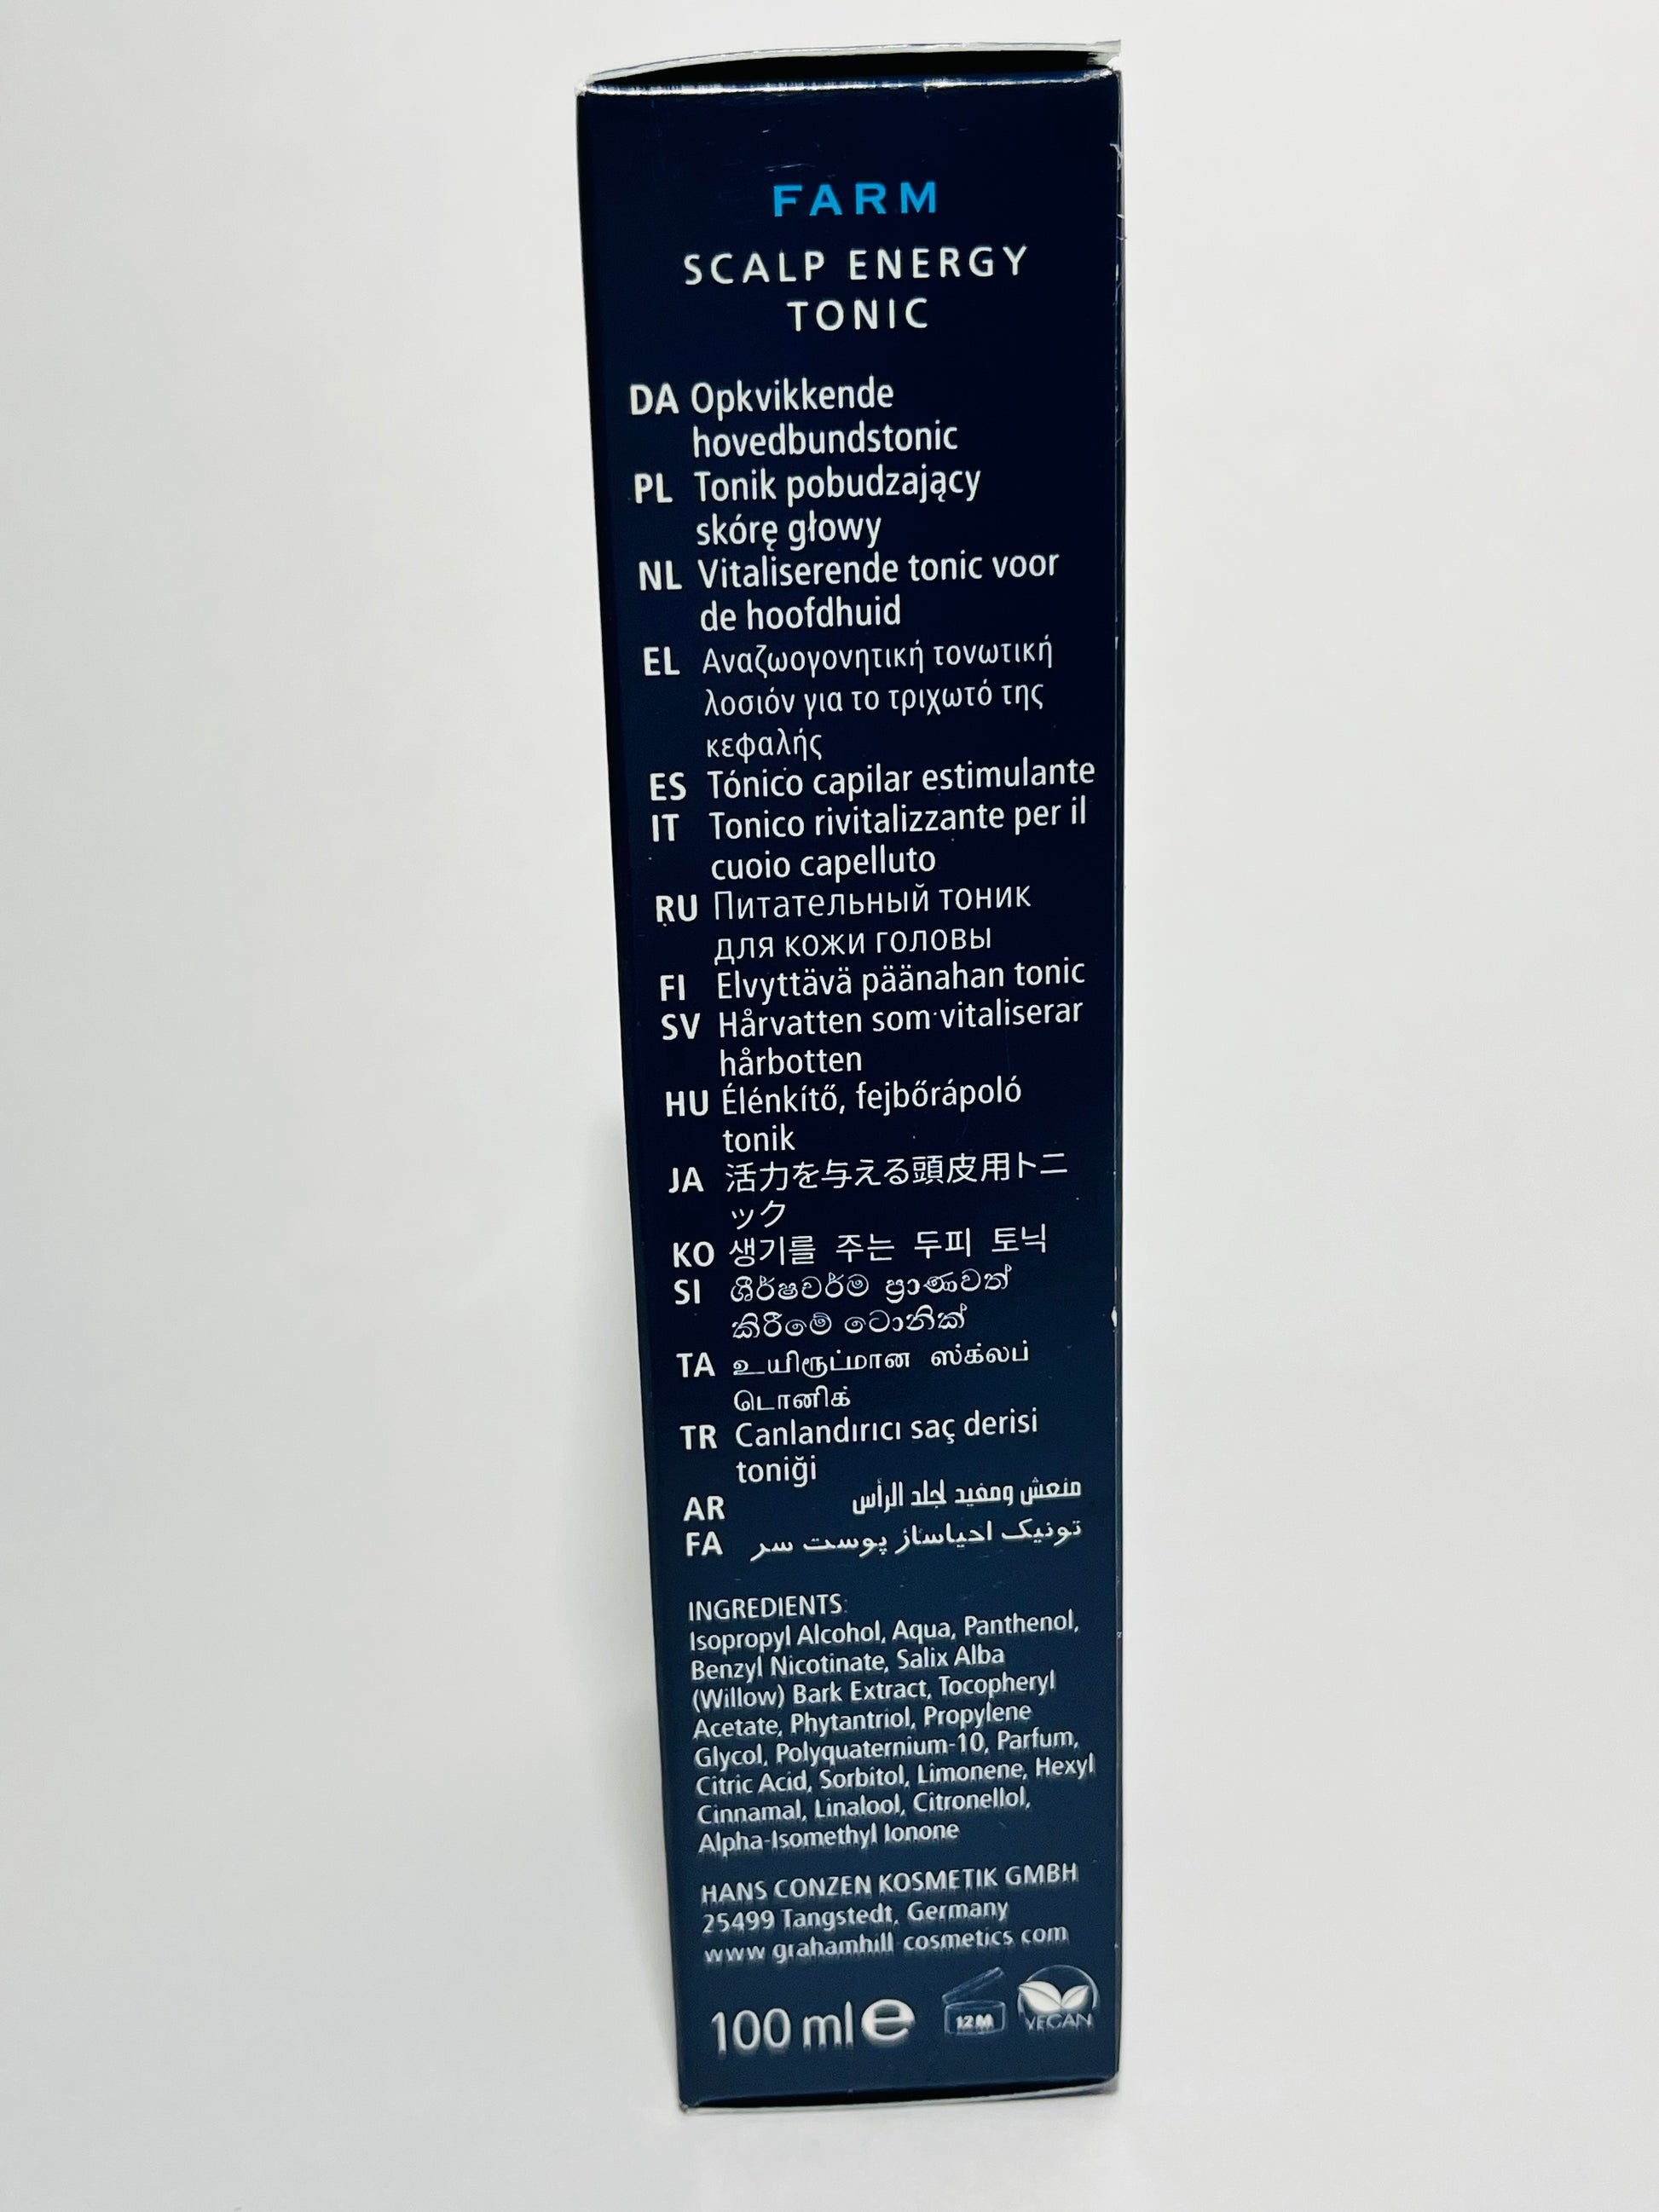 FARM
SCALP ENERGY
TONIC
DA Opkvikkende
hovedbundstonic
PL Tonik pobudzający
skórę głowy
NL Vitaliserende tonic voor
de hoofdhuid
EL Αναζωογονητική τονωτική
λοσιόν για το τριχωτό της
κεφαλής
ES Tónico capilar estimulante
IT Tonico rivitalizzante per il
cuoio capelluto
RU Питательный тоник
для кожи головы
FI Elvyttävä päänahan tonic
SV Hårvatten som vitaliserar
hårbotten
HU Élénkítő, fejbőrápoló
tonik
JA 活力を与える頭皮用トニ
ック
KO 생기를 주는 두피 토닉
SI ශීර්ෂචර්ම ප්‍රාණවත්
කිරීමේ ටොනික්
TA உயிரூட்மான ஸ்க்லப்
டொனிக்
TR Canlandırıcı saç derisi
toniği
AR منعش ومفيد لجلد الرأس
FA تونیک احیاساز پوست سر
INGREDIENTS:
Isopropyl Alcohol, Aqua, Panthenol,
Benzyl Nicotinate, Salix Alba
(Willow) Bark Extract, Tocopheryl
Acetate, Phytantriol, Propylene
Glycol, Polyquaternium-10, Parfum,
Citric Acid, Sorbitol, Limonene, Hexyl
Cinnamal, Linalool, Citronellol,
Alpha-Isomethyl Ionone
HANS CONZEN KOSMETIK GMBH
25499 Tangstedt, Germany
www.grahamhill-cosmetics.com
100 ml e 12M VEGAN